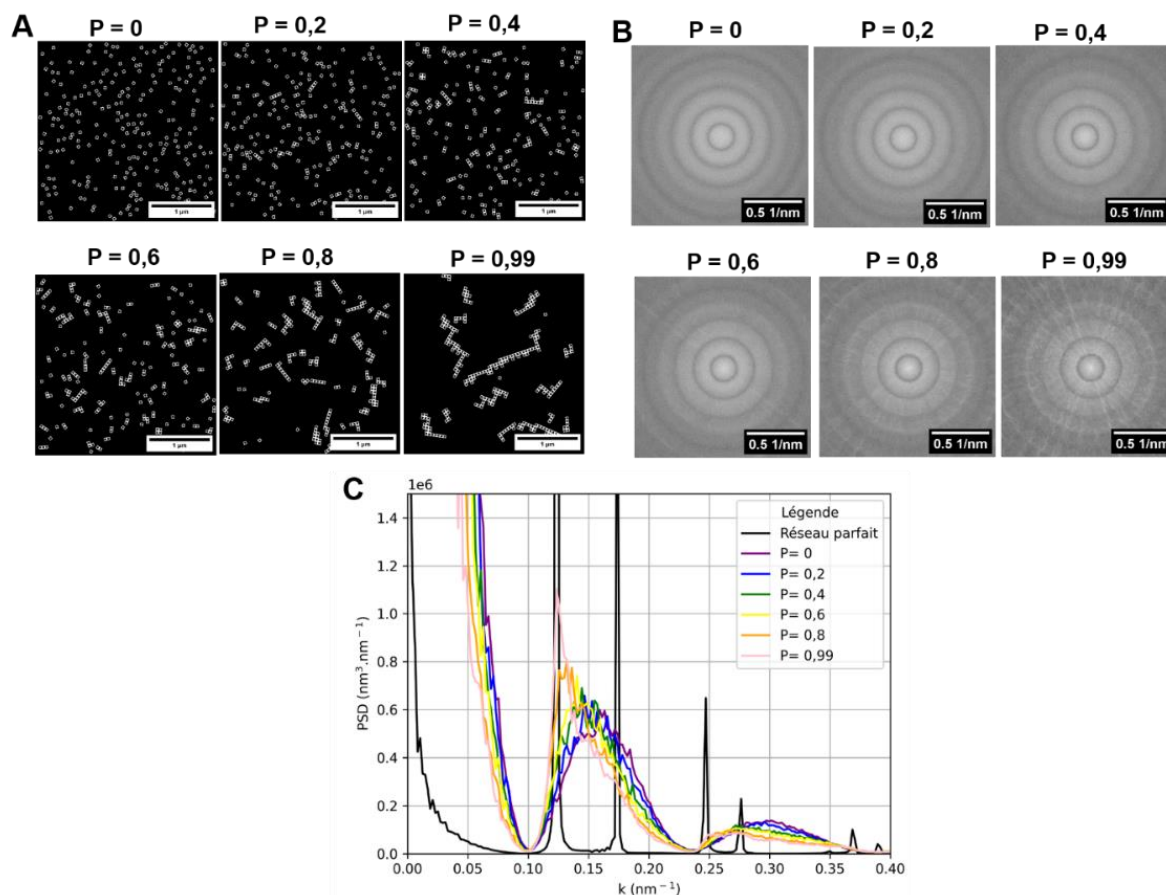 A
P = 0
P = 0,2
P = 0,4
1 µm
1 µm
1 µm
P = 0,6
P = 0,8
P = 0,99
1 µm
1 µm
1 µm
B
P = 0
P = 0,2
P = 0,4
0.5 1/nm
0.5 1/nm
0.5 1/nm
P = 0,6
P = 0,8
P = 0,99
0.5 1/nm
0.5 1/nm
0.5 1/nm
C
1e6
Légende
Réseau parfait
P= 0
P= 0,2
P= 0,4
P= 0,6
P= 0,8
P= 0,99
PSD (nm³.nm⁻¹)
1.4
1.2
1.0
0.8
0.6
0.4
0.2
0.0
0.00 0.05 0.10 0.15 0.20 0.25 0.30 0.35 0.40
k (nm⁻¹)